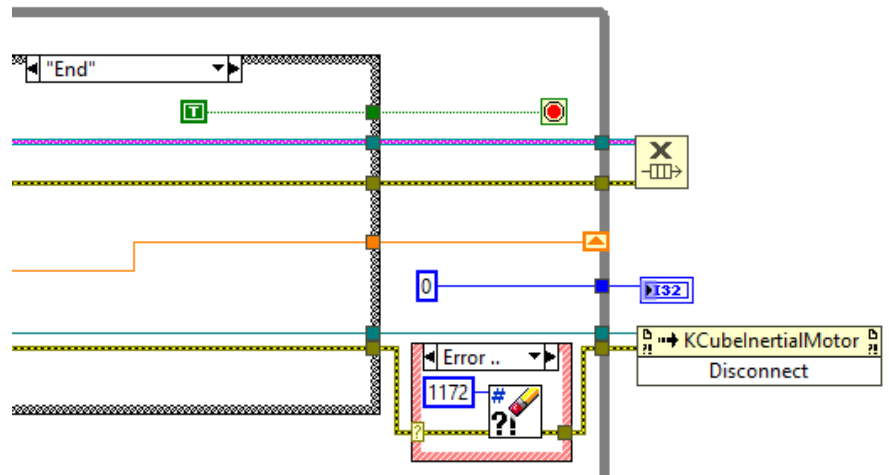 "End"
T
X
0
I32
Error ..
1172
#
?!
?
?! KCubeInertialMotor ?!
Disconnect